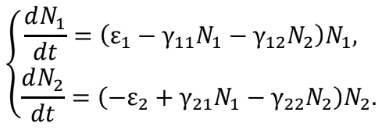 dN₁/dt = (ε₁ − γ₁₁N₁ − γ₁₂N₂)N₁,
dN₂/dt = (−ε₂ + γ₂₁N₁ − γ₂₂N₂)N₂.